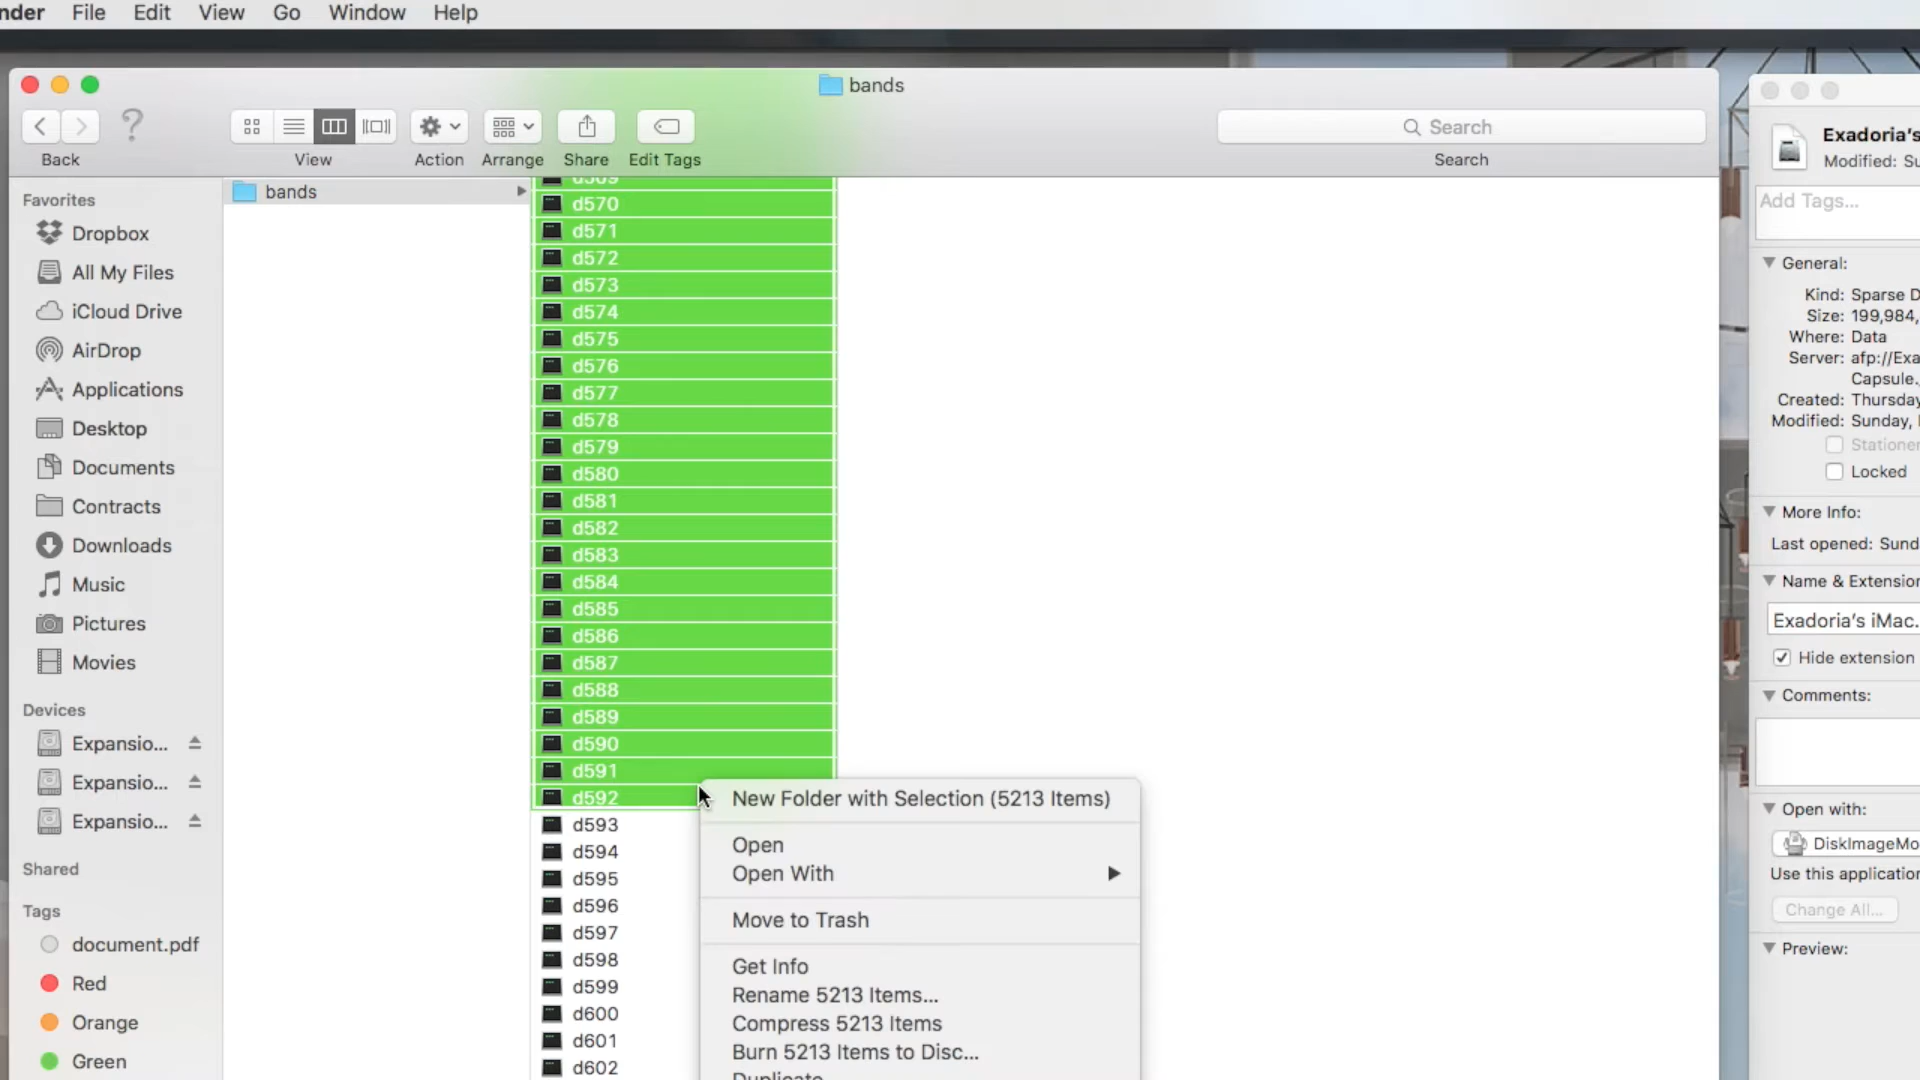 nder File Edit View Go Window Help
bands
Search
Back View Action Arrange Share Edit Tags Search
Favorites
Dropbox
All My Files
iCloud Drive
AirDrop
Applications
Desktop
Documents
Contracts
Downloads
Music
Pictures
Movies
Devices
Expansio...
Expansio...
Expansio...
Shared
Tags
document.pdf
Red
Orange
Green
bands
d569
d570
d571
d572
d573
d574
d575
d576
d577
d578
d579
d580
d581
d582
d583
d584
d585
d586
d587
d588
d589
d590
d591
d592
d593
d594
d595
d596
d597
d598
d599
d600
d601
d602
New Folder with Selection (5213 Items)
Open
Open With
Move to Trash
Get Info
Rename 5213 Items...
Compress 5213 Items
Burn 5213 Items to Disc...
Duplicate
Exadoria's
Modified: Su
Add Tags...
General:
Kind: Sparse D
Size: 199,984,
Where: Data
Server: afp://Exa
Capsule.
Created: Thursday
Modified: Sunday,
Stationer
Locked
More Info:
Last opened: Sund
Name & Extension
Exadoria's iMac.
Hide extension
Comments:
Open with:
DiskImageMo
Use this application
Change All...
Preview: